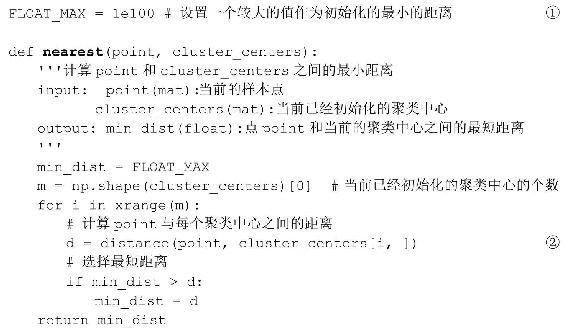 FLOAT_MAX = 1e100 # 设置一个较大的值作为初始化的最小的距离 ①
def nearest(point, cluster_centers):
'''计算 point 和 cluster_centers 之间的最小距离
input: point(mat):当前的样本点
cluster_centers(mat):当前已经初始化的聚类中心
output: min_dist(float):点 point 和当前的聚类中心之间的最短距离
'''
min_dist = FLOAT_MAX
m = np.shape(cluster_centers)[0] # 当前已经初始化的聚类中心的个数
for i in xrange(m):
# 计算 point 与每个聚类中心之间的距离
d = distance(point, cluster_centers[i, ]) ②
# 选择最短距离
if min_dist > d:
min_dist = d
return min_dist